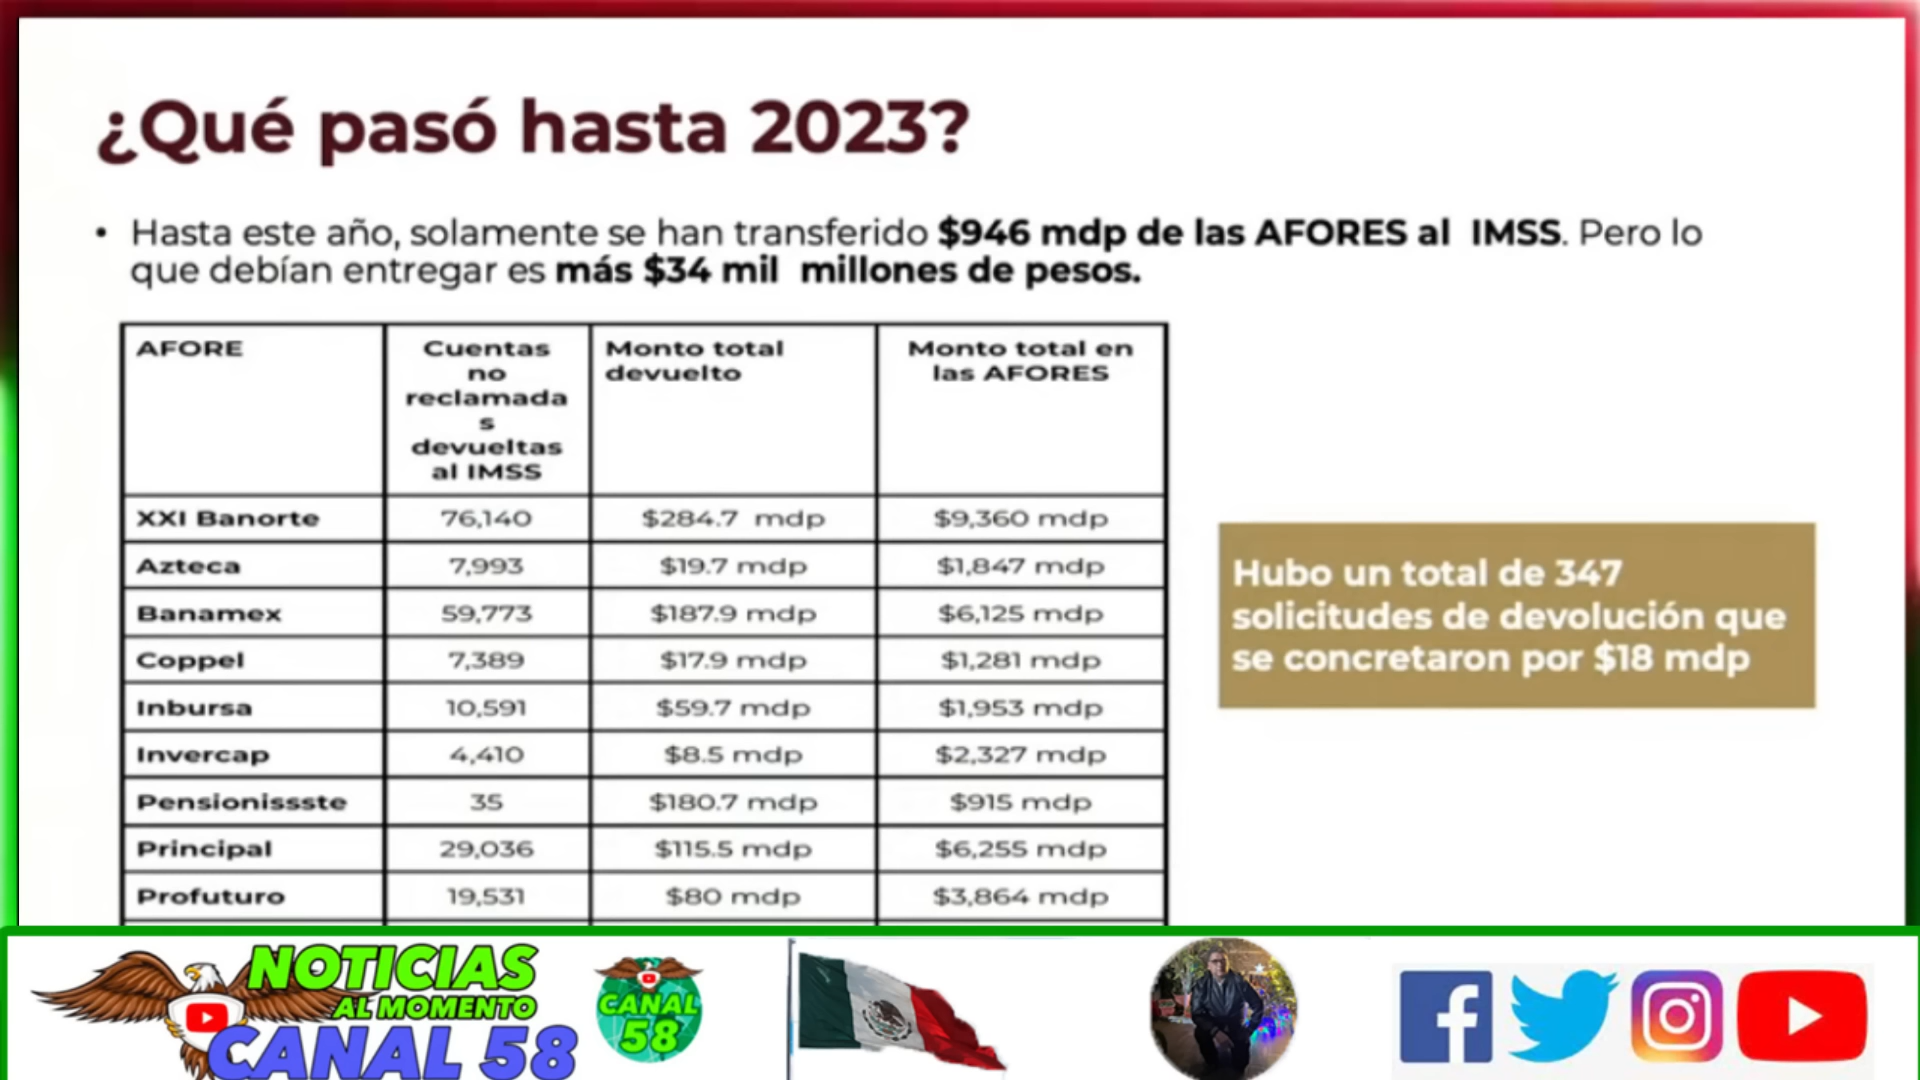 ¿Qué pasó hasta 2023?
• Hasta este año, solamente se han transferido $946 mdp de las AFORES al IMSS. Pero lo
que debían entregar es más $34 mil millones de pesos.
AFORE
Cuentas
no
reclamada
s
devueltas
al IMSS
Monto total
devuelto
Monto total en
las AFORES
XXI Banorte 76,140 $284.7 mdp $9,360 mdp
Azteca 7,993 $19.7 mdp $1,847 mdp
Banamex 59,773 $187.9 mdp $6,125 mdp
Coppel 7,389 $17.9 mdp $1,281 mdp
Inbursa 10,591 $59.7 mdp $1,953 mdp
Invercap 4,410 $8.5 mdp $2,327 mdp
Pensionissste 35 $180.7 mdp $915 mdp
Principal 29,036 $115.5 mdp $6,255 mdp
Profuturo 19,531 $80 mdp $3,864 mdp
Hubo un total de 347
solicitudes de devolución que
se concretaron por $18 mdp
NOTICIAS
AL MOMENTO
CANAL 58
CANAL
58